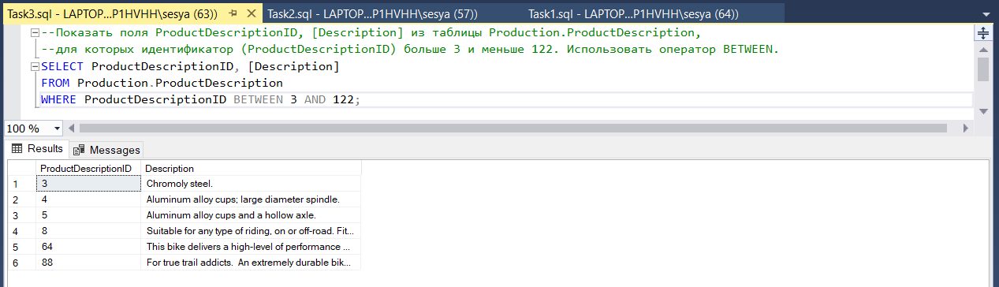 Task3.sql - LAPTOP...P1HVHH\sesya (63)) Task2.sql - LAPTOP...P1HVHH\sesya (57)) Task1.sql - LAPTOP...P1HVHH\sesya (64))
--Показать поля ProductDescriptionID, [Description] из таблицы Production.ProductDescription,
--для которых идентификатор (ProductDescriptionID) больше 3 и меньше 122. Использовать оператор BETWEEN.
SELECT ProductDescriptionID, [Description]
FROM Production.ProductDescription
WHERE ProductDescriptionID BETWEEN 3 AND 122;
100 %
Results Messages
ProductDescriptionID Description
1 3 Chromoly steel.
2 4 Aluminum alloy cups; large diameter spindle.
3 5 Aluminum alloy cups and a hollow axle.
4 8 Suitable for any type of riding, on or off-road. Fit...
5 64 This bike delivers a high-level of performance ...
6 88 For true trail addicts.  An extremely durable bik...